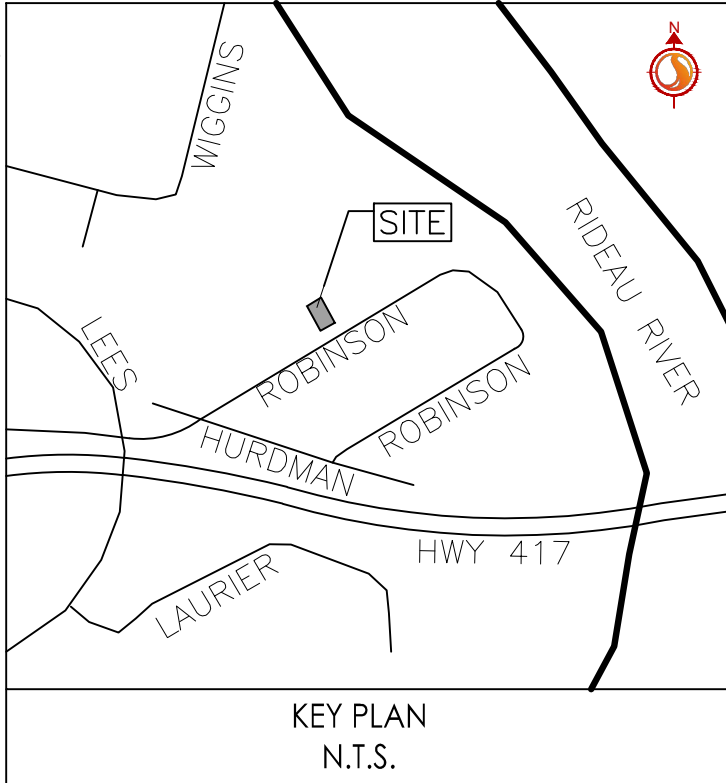 N
WIGGINS
SITE
RIDEAU RIVER
LEES
ROBINSON
ROBINSON
HURDMAN
HWY 417
LAURIER
KEY PLAN
N.T.S.